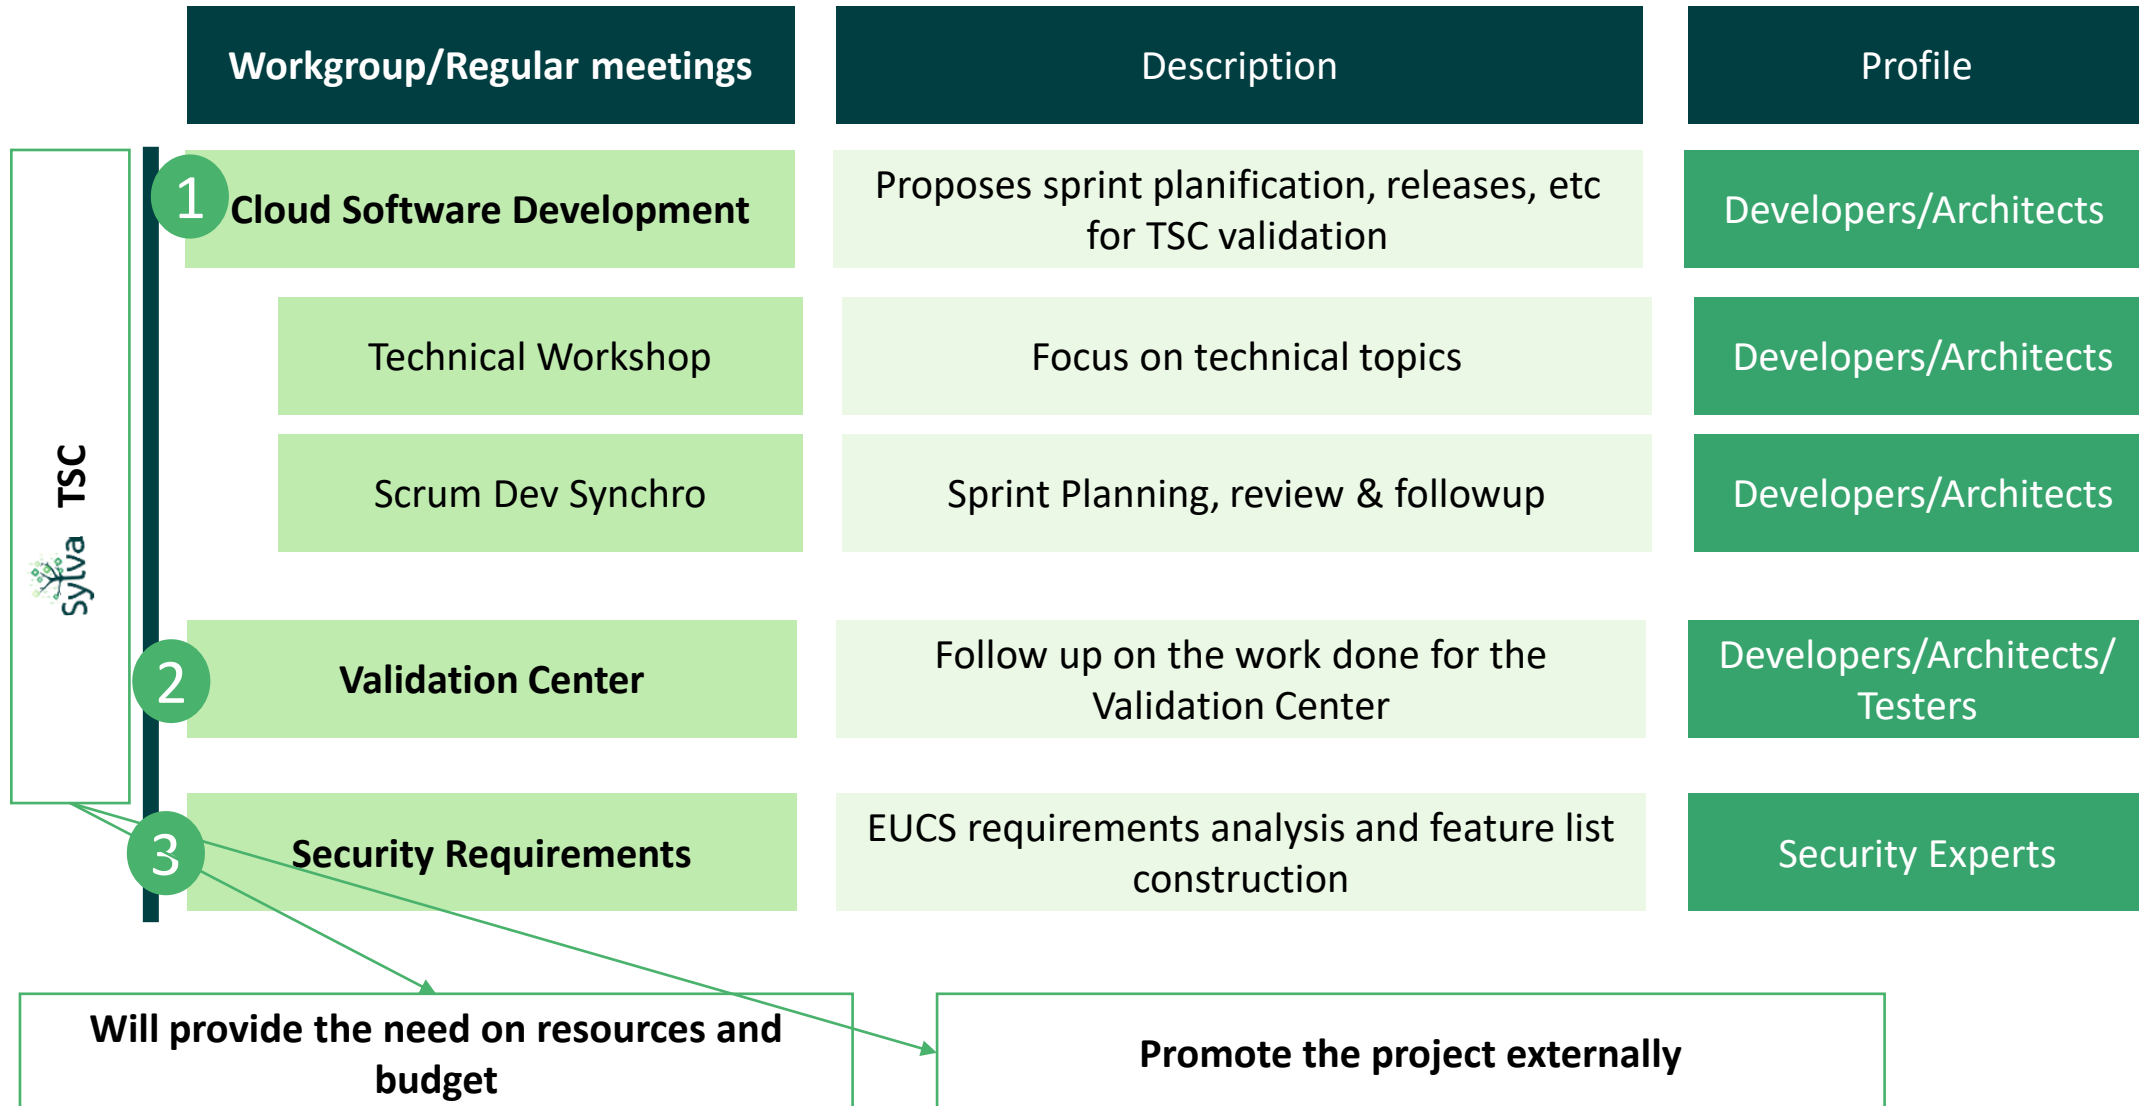 Workgroup/Regular meetings
Description
Profile
1
Cloud Software Development
Proposes sprint planification, releases, etc
for TSC validation
Developers/Architects
Technical Workshop
Focus on technical topics
Developers/Architects
Scrum Dev Synchro
Sprint Planning, review & followup
Developers/Architects
Sylva TSC
2
Validation Center
Follow up on the work done for the
Validation Center
Developers/Architects/
Testers
3
Security Requirements
EUCS requirements analysis and feature list
construction
Security Experts
Will provide the need on resources and
budget
Promote the project externally